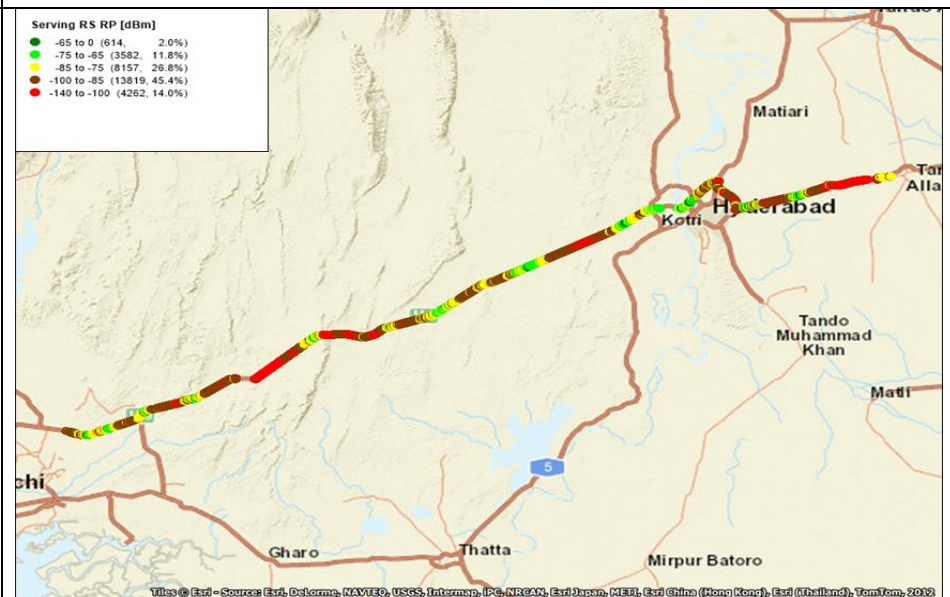 Serving RS RP [dBm]
-65 to 0 (614, 2.0%)
-75 to -65 (3582, 11.8%)
-85 to -75 (8157, 26.8%)
-100 to -85 (13819, 45.4%)
-140 to -100 (4262, 14.0%)
Matiari
Tan
Alla
Hyderabad
Kotri
Tando
Muhammad
Khan
Matli
5
chi
Gharo
Thatta
Mirpur Batoro
Tiles © Esri - Source: Esri, DeLorme, NAVTEQ, USGS, Intermap, iPC, NRCAN, Esri Japan, METI, Esri China (Hong Kong), Esri (Thailand), TomTom, 2012